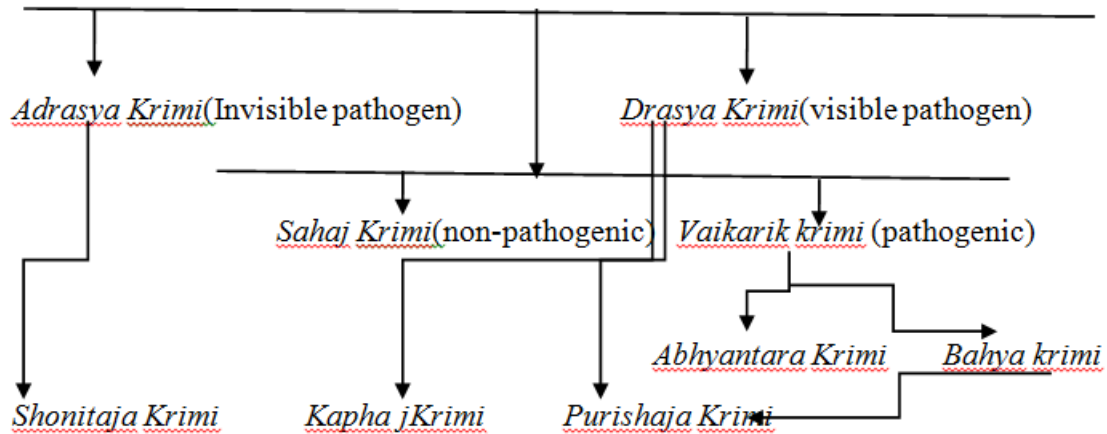 Adrasya Krimi(Invisible pathogen) Drasya Krimi(visible pathogen)
Sahaj Krimi(non-pathogenic) Vaikarik krimi (pathogenic)
Abhyantara Krimi Bahya krimi
Shonitaja Krimi Kapha jKrimi Purishaja Krimi